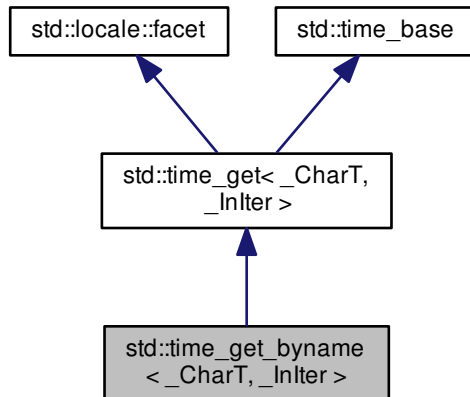 std::locale::facet
std::time_base
std::time_get< _CharT,
_InIter >
std::time_get_byname
< _CharT, _InIter >